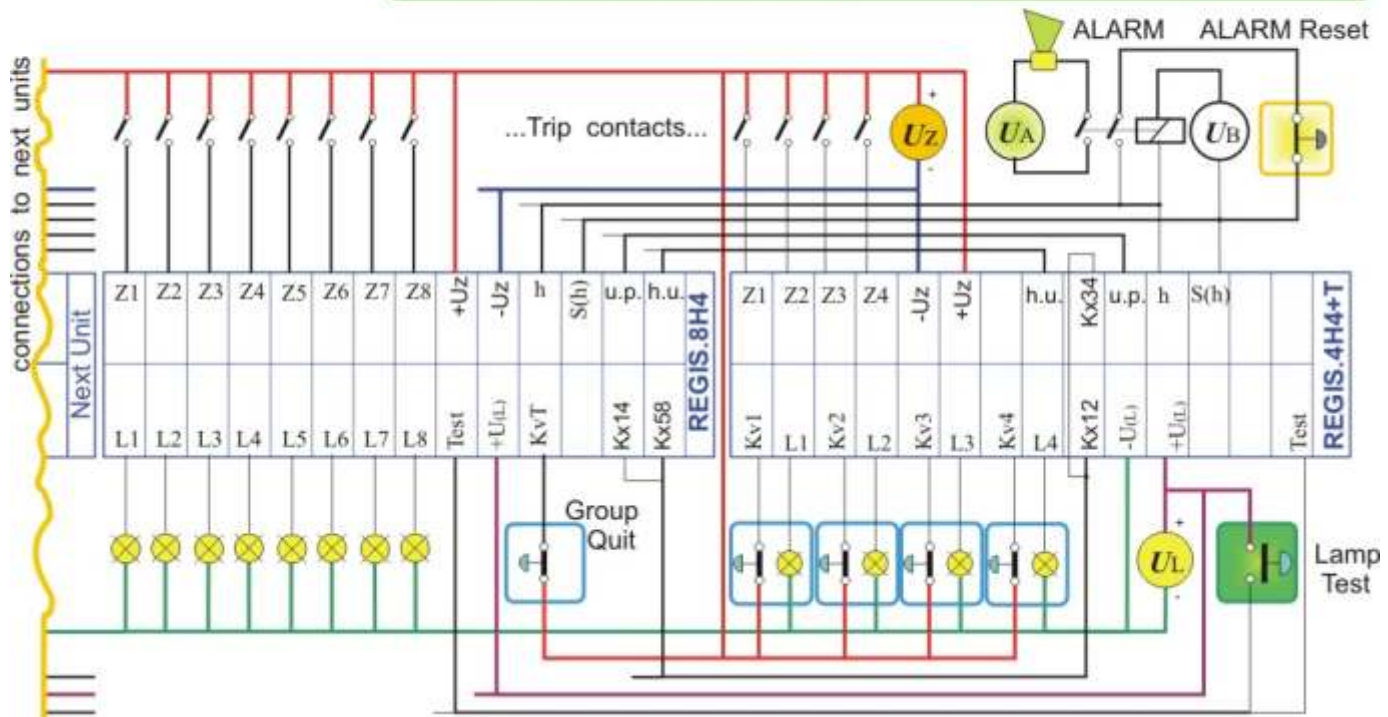 ALARM ALARM Reset
connections to next units
...Trip contacts...
+ UZ -
UA
UB
Next Unit
Z1 Z2 Z3 Z4 Z5 Z6 Z7 Z8 +Uz -Uz h S(h) u.p. h.u.
REGIS.8H4
L1 L2 L3 L4 L5 L6 L7 L8 Test +U(L) KvT Kx14 Kx58
Z1 Z2 Z3 Z4 -Uz +Uz h.u. Kx34 u.p. h S(h)
REGIS.4H4+T
Kv1 L1 Kv2 L2 Kv3 L3 Kv4 L4 Kx12 -U(L) +U(L) Test
Group
Quit
+ UL -
Lamp
Test